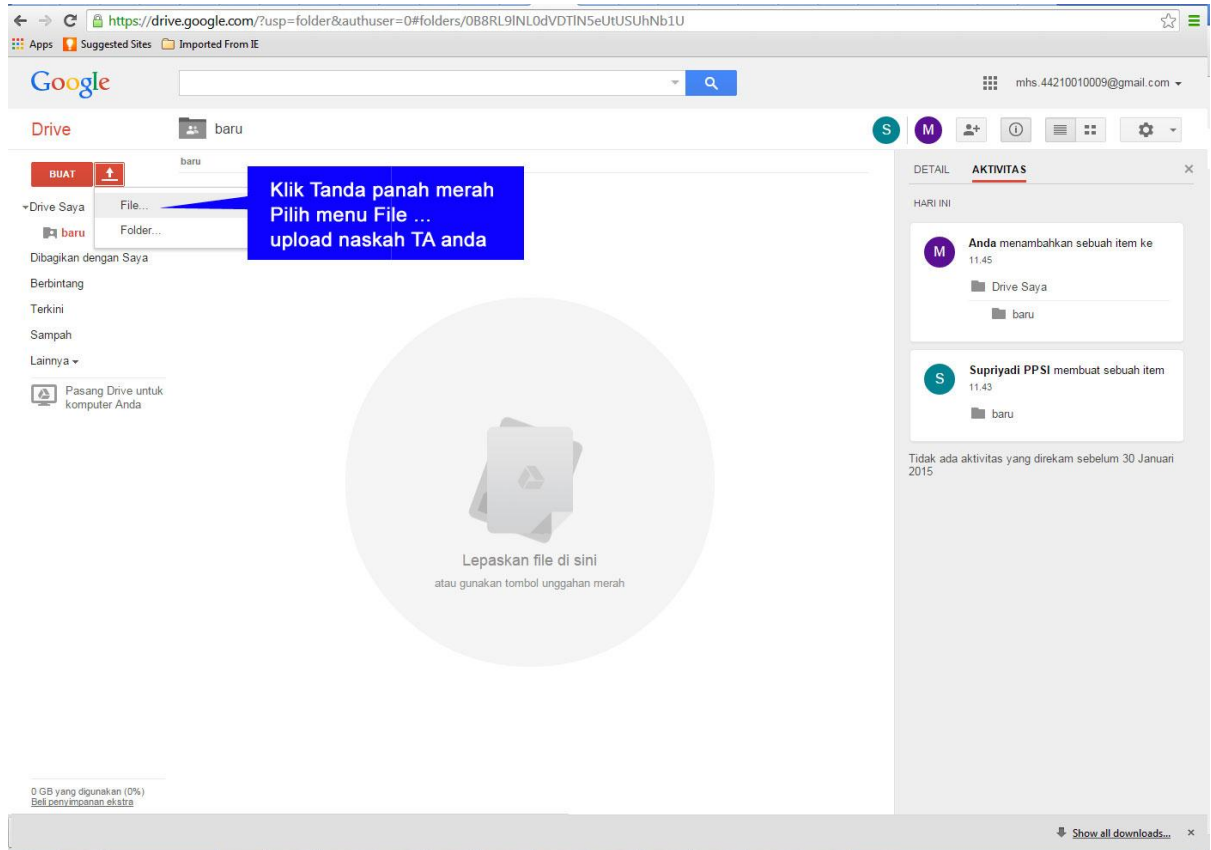 https://drive.google.com/?usp=folder&authuser=0#folders/0B8RL9lNL0dVDTlN5eUtUSUhNb1U
Apps Suggested Sites Imported From IE
Google
mhs.44210010009@gmail.com
Drive
baru
S M
BUAT
baru
File...
Folder...
Klik Tanda panah merah
Pilih menu File ...
upload naskah TA anda
Drive Saya
baru
Dibagikan dengan Saya
Berbintang
Terkini
Sampah
Lainnya
Pasang Drive untuk
komputer Anda
Lepaskan file di sini
atau gunakan tombol unggahan merah
0 GB yang digunakan (0%)
Beli penyimpanan ekstra
DETAIL AKTIVITAS
HARI INI
M
Anda menambahkan sebuah item ke
11.45
Drive Saya
baru
S
Supriyadi PPSI membuat sebuah item
11.43
baru
Tidak ada aktivitas yang direkam sebelum 30 Januari
2015
Show all downloads...